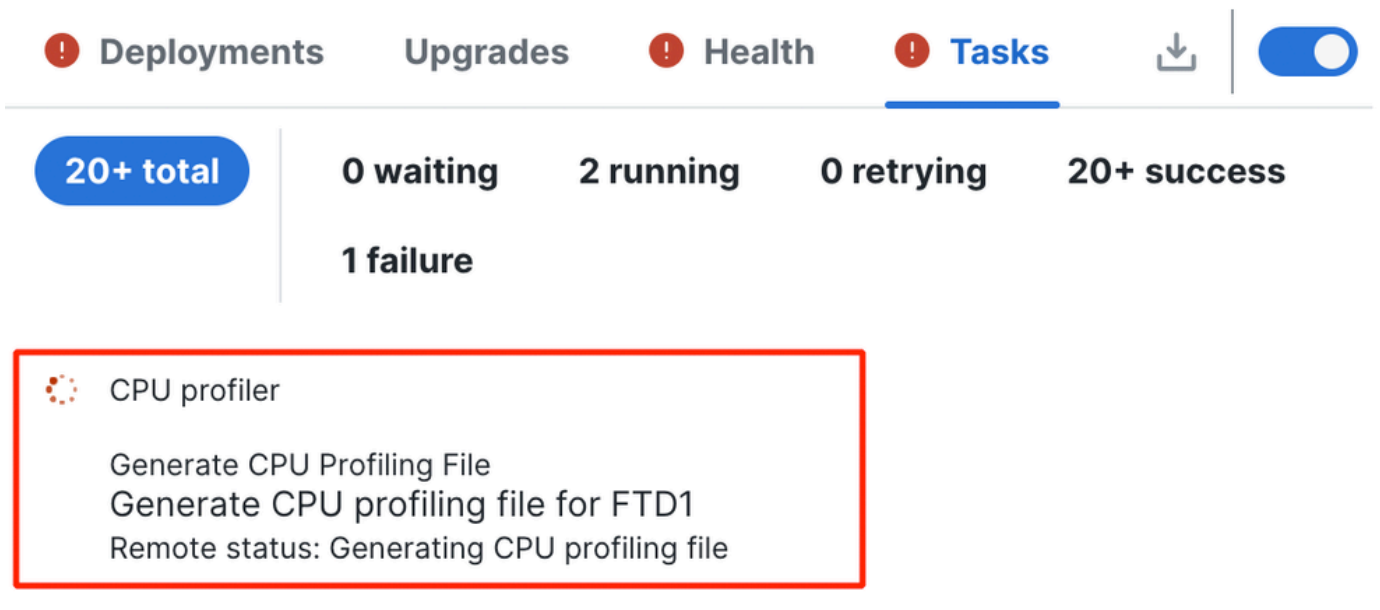 Deployments Upgrades Health Tasks
20+ total 0 waiting 2 running 0 retrying 20+ success
1 failure
CPU profiler
Generate CPU Profiling File
Generate CPU profiling file for FTD1
Remote status: Generating CPU profiling file